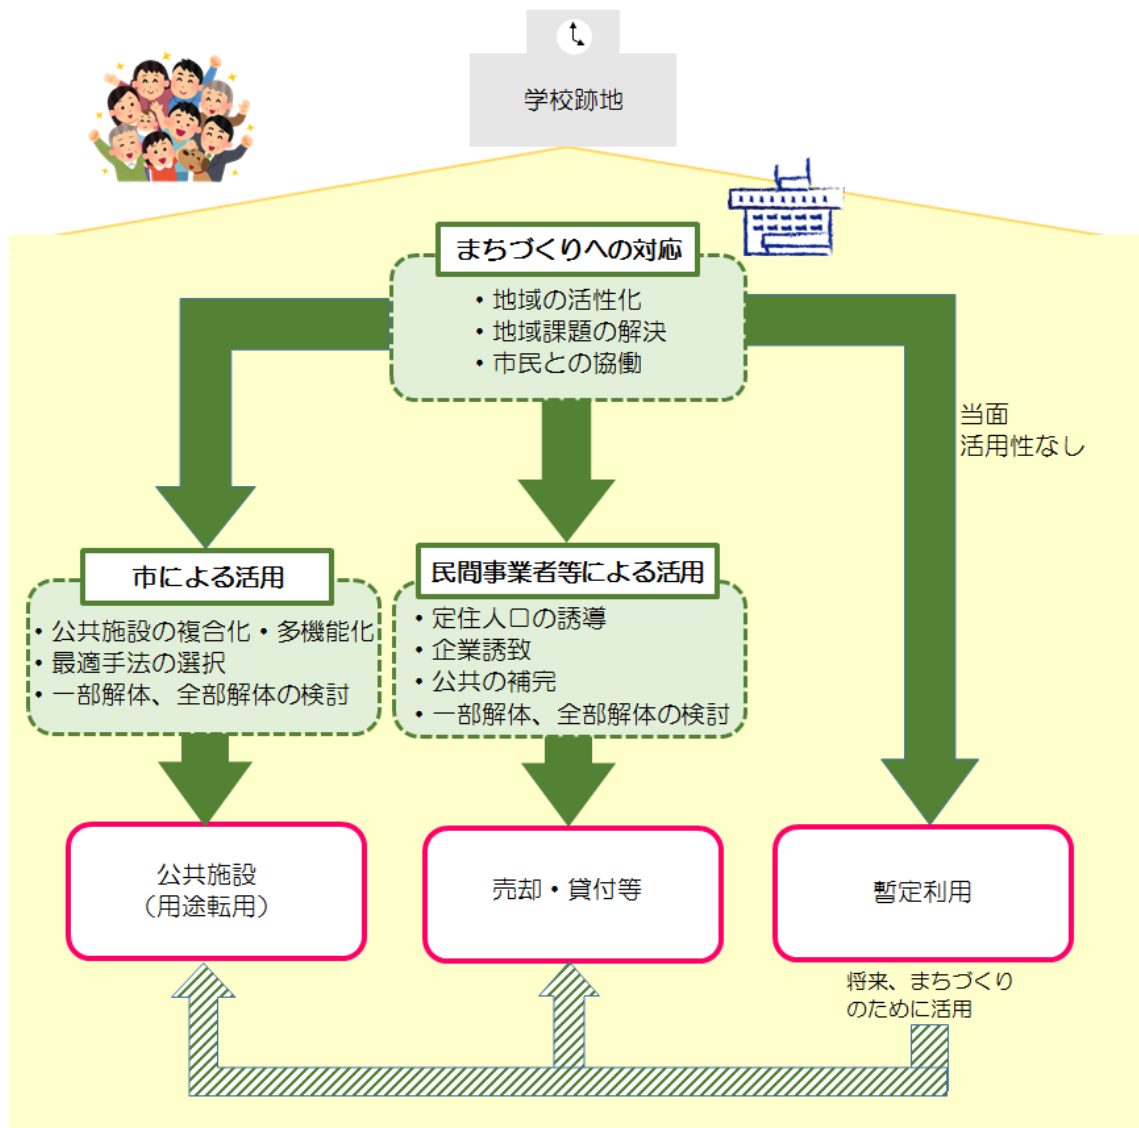 学校跡地
まちづくりへの対応
・地域の活性化
・地域課題の解決
・市民との協働
当面
活用性なし
市による活用
・公共施設の複合化・多機能化
・最適手法の選択
・一部解体、全部解体の検討
民間事業者等による活用
・定住人口の誘導
・企業誘致
・公共の補完
・一部解体、全部解体の検討
公共施設
（用途転用）
売却・貸付等
暫定利用
将来、まちづくり
のために活用